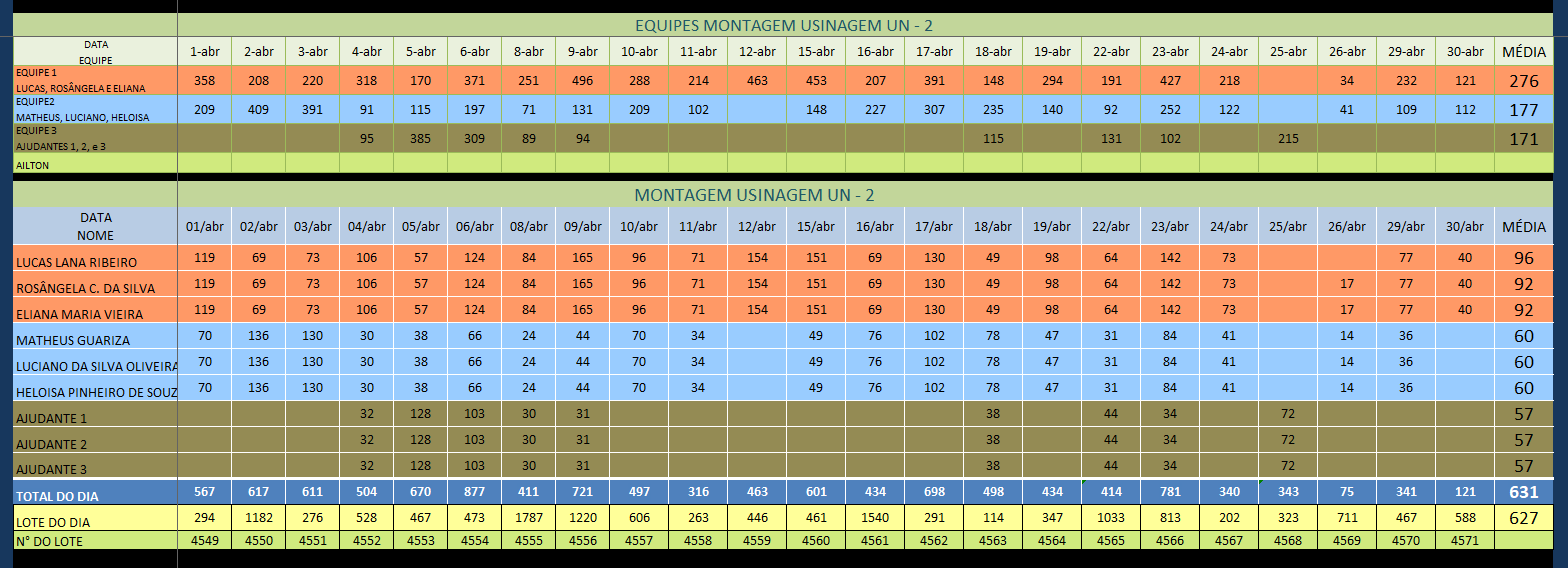 EQUIPES MONTAGEM USINAGEM UN - 2
DATA
EQUIPE 1-abr 2-abr 3-abr 4-abr 5-abr 6-abr 8-abr 9-abr 10-abr 11-abr 12-abr 15-abr 16-abr 17-abr 18-abr 19-abr 22-abr 23-abr 24-abr 25-abr 26-abr 29-abr 30-abr MÉDIA
EQUIPE 1
LUCAS, ROSÂNGELA E ELIANA 358 208 220 318 170 371 251 496 288 214 463 453 207 391 148 294 191 427 218 34 232 121 276
EQUIPE2
MATHEUS, LUCIANO, HELOISA 209 409 391 91 115 197 71 131 209 102 148 227 307 235 140 92 252 122 41 109 112 177
EQUIPE 3
AJUDANTES 1, 2, e 3 95 385 309 89 94 115 131 102 215 171
AILTON
MONTAGEM USINAGEM UN - 2
DATA
NOME 01/abr 02/abr 03/abr 04/abr 05/abr 06/abr 08/abr 09/abr 10/abr 11/abr 12/abr 15/abr 16/abr 17/abr 18/abr 19/abr 22/abr 23/abr 24/abr 25/abr 26/abr 29/abr 30/abr MÉDIA
LUCAS LANA RIBEIRO 119 69 73 106 57 124 84 165 96 71 154 151 69 130 49 98 64 142 73 77 40 96
ROSÂNGELA C. DA SILVA 119 69 73 106 57 124 84 165 96 71 154 151 69 130 49 98 64 142 73 17 77 40 92
ELIANA MARIA VIEIRA 119 69 73 106 57 124 84 165 96 71 154 151 69 130 49 98 64 142 73 17 77 40 92
MATHEUS GUARIZA 70 136 130 30 38 66 24 44 70 34 49 76 102 78 47 31 84 41 14 36 60
LUCIANO DA SILVA OLIVEIRA 70 136 130 30 38 66 24 44 70 34 49 76 102 78 47 31 84 41 14 36 60
HELOISA PINHEIRO DE SOUZ 70 136 130 30 38 66 24 44 70 34 49 76 102 78 47 31 84 41 14 36 60
AJUDANTE 1 32 128 103 30 31 38 44 34 72 57
AJUDANTE 2 32 128 103 30 31 38 44 34 72 57
AJUDANTE 3 32 128 103 30 31 38 44 34 72 57
TOTAL DO DIA 567 617 611 504 670 877 411 721 497 316 463 601 434 698 498 434 414 781 340 343 75 341 121 631
LOTE DO DIA 294 1182 276 528 467 473 1787 1220 606 263 446 461 1540 291 114 347 1033 813 202 323 711 467 588 627
N° DO LOTE 4549 4550 4551 4552 4553 4554 4555 4556 4557 4558 4559 4560 4561 4562 4563 4564 4565 4566 4567 4568 4569 4570 4571